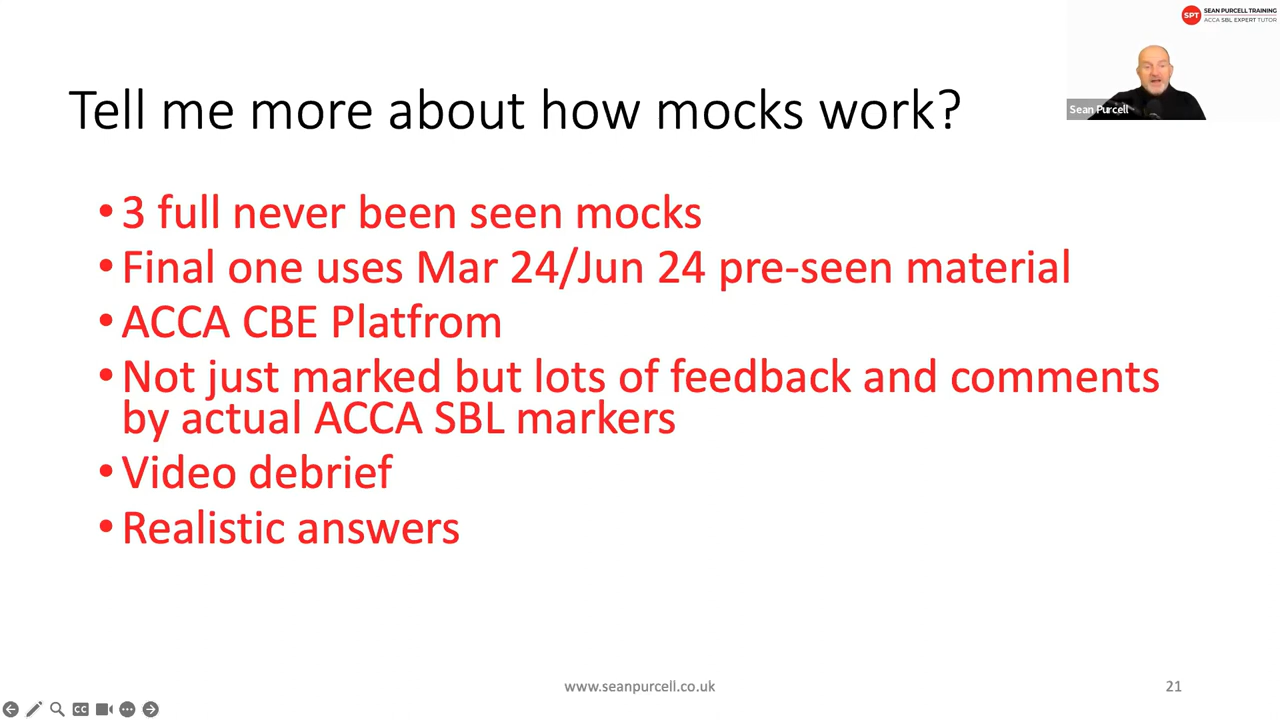 SPT
SEAN PURCELL TRAINING
ACCA SBL EXPERT TUTOR
Sean Purcell
Tell me more about how mocks work?
• 3 full never been seen mocks
• Final one uses Mar 24/Jun 24 pre-seen material
• ACCA CBE Platfrom
• Not just marked but lots of feedback and comments
by actual ACCA SBL markers
• Video debrief
• Realistic answers
www.seanpurcell.co.uk
21
CC